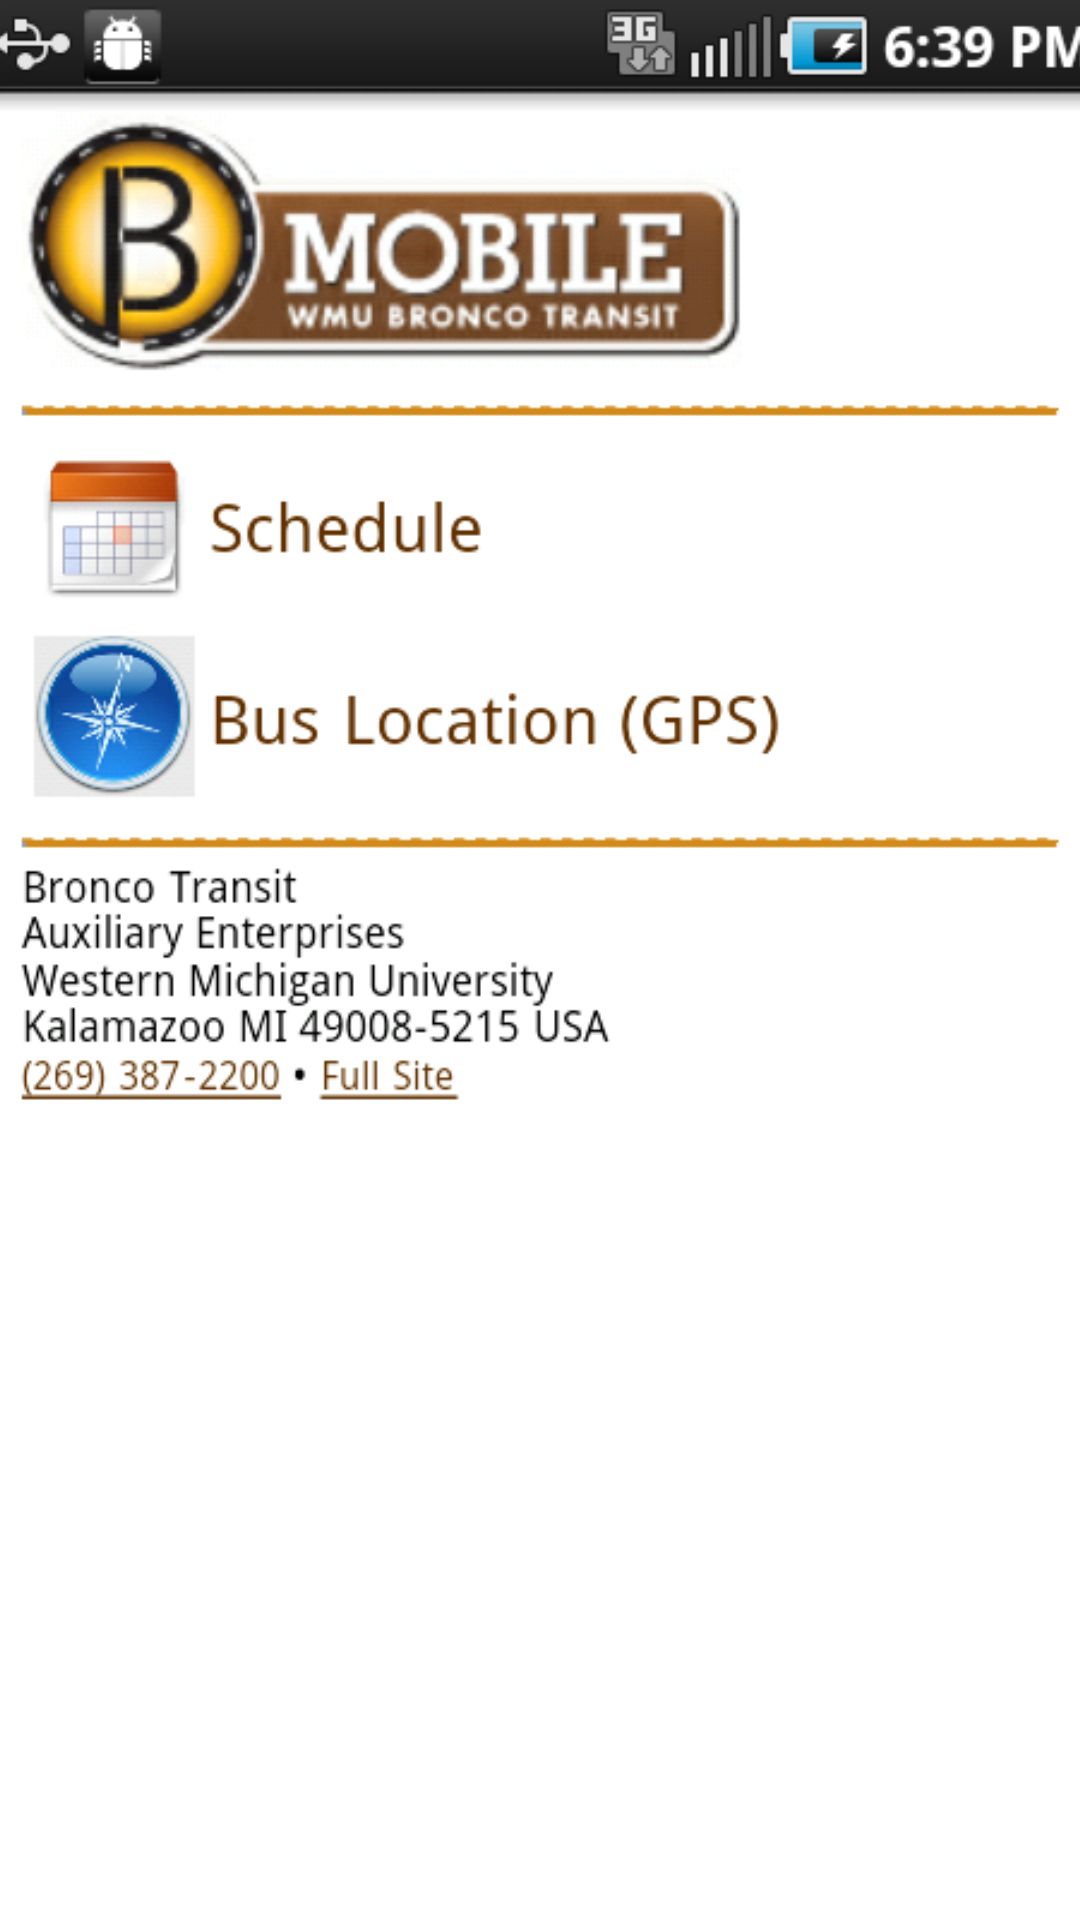 3G 6:39 PM
B
MOBILE
WMU BRONCO TRANSIT
Schedule
N
Bus Location (GPS)
Bronco Transit
Auxiliary Enterprises
Western Michigan University
Kalamazoo MI 49008-5215 USA
(269) 387-2200 • Full Site